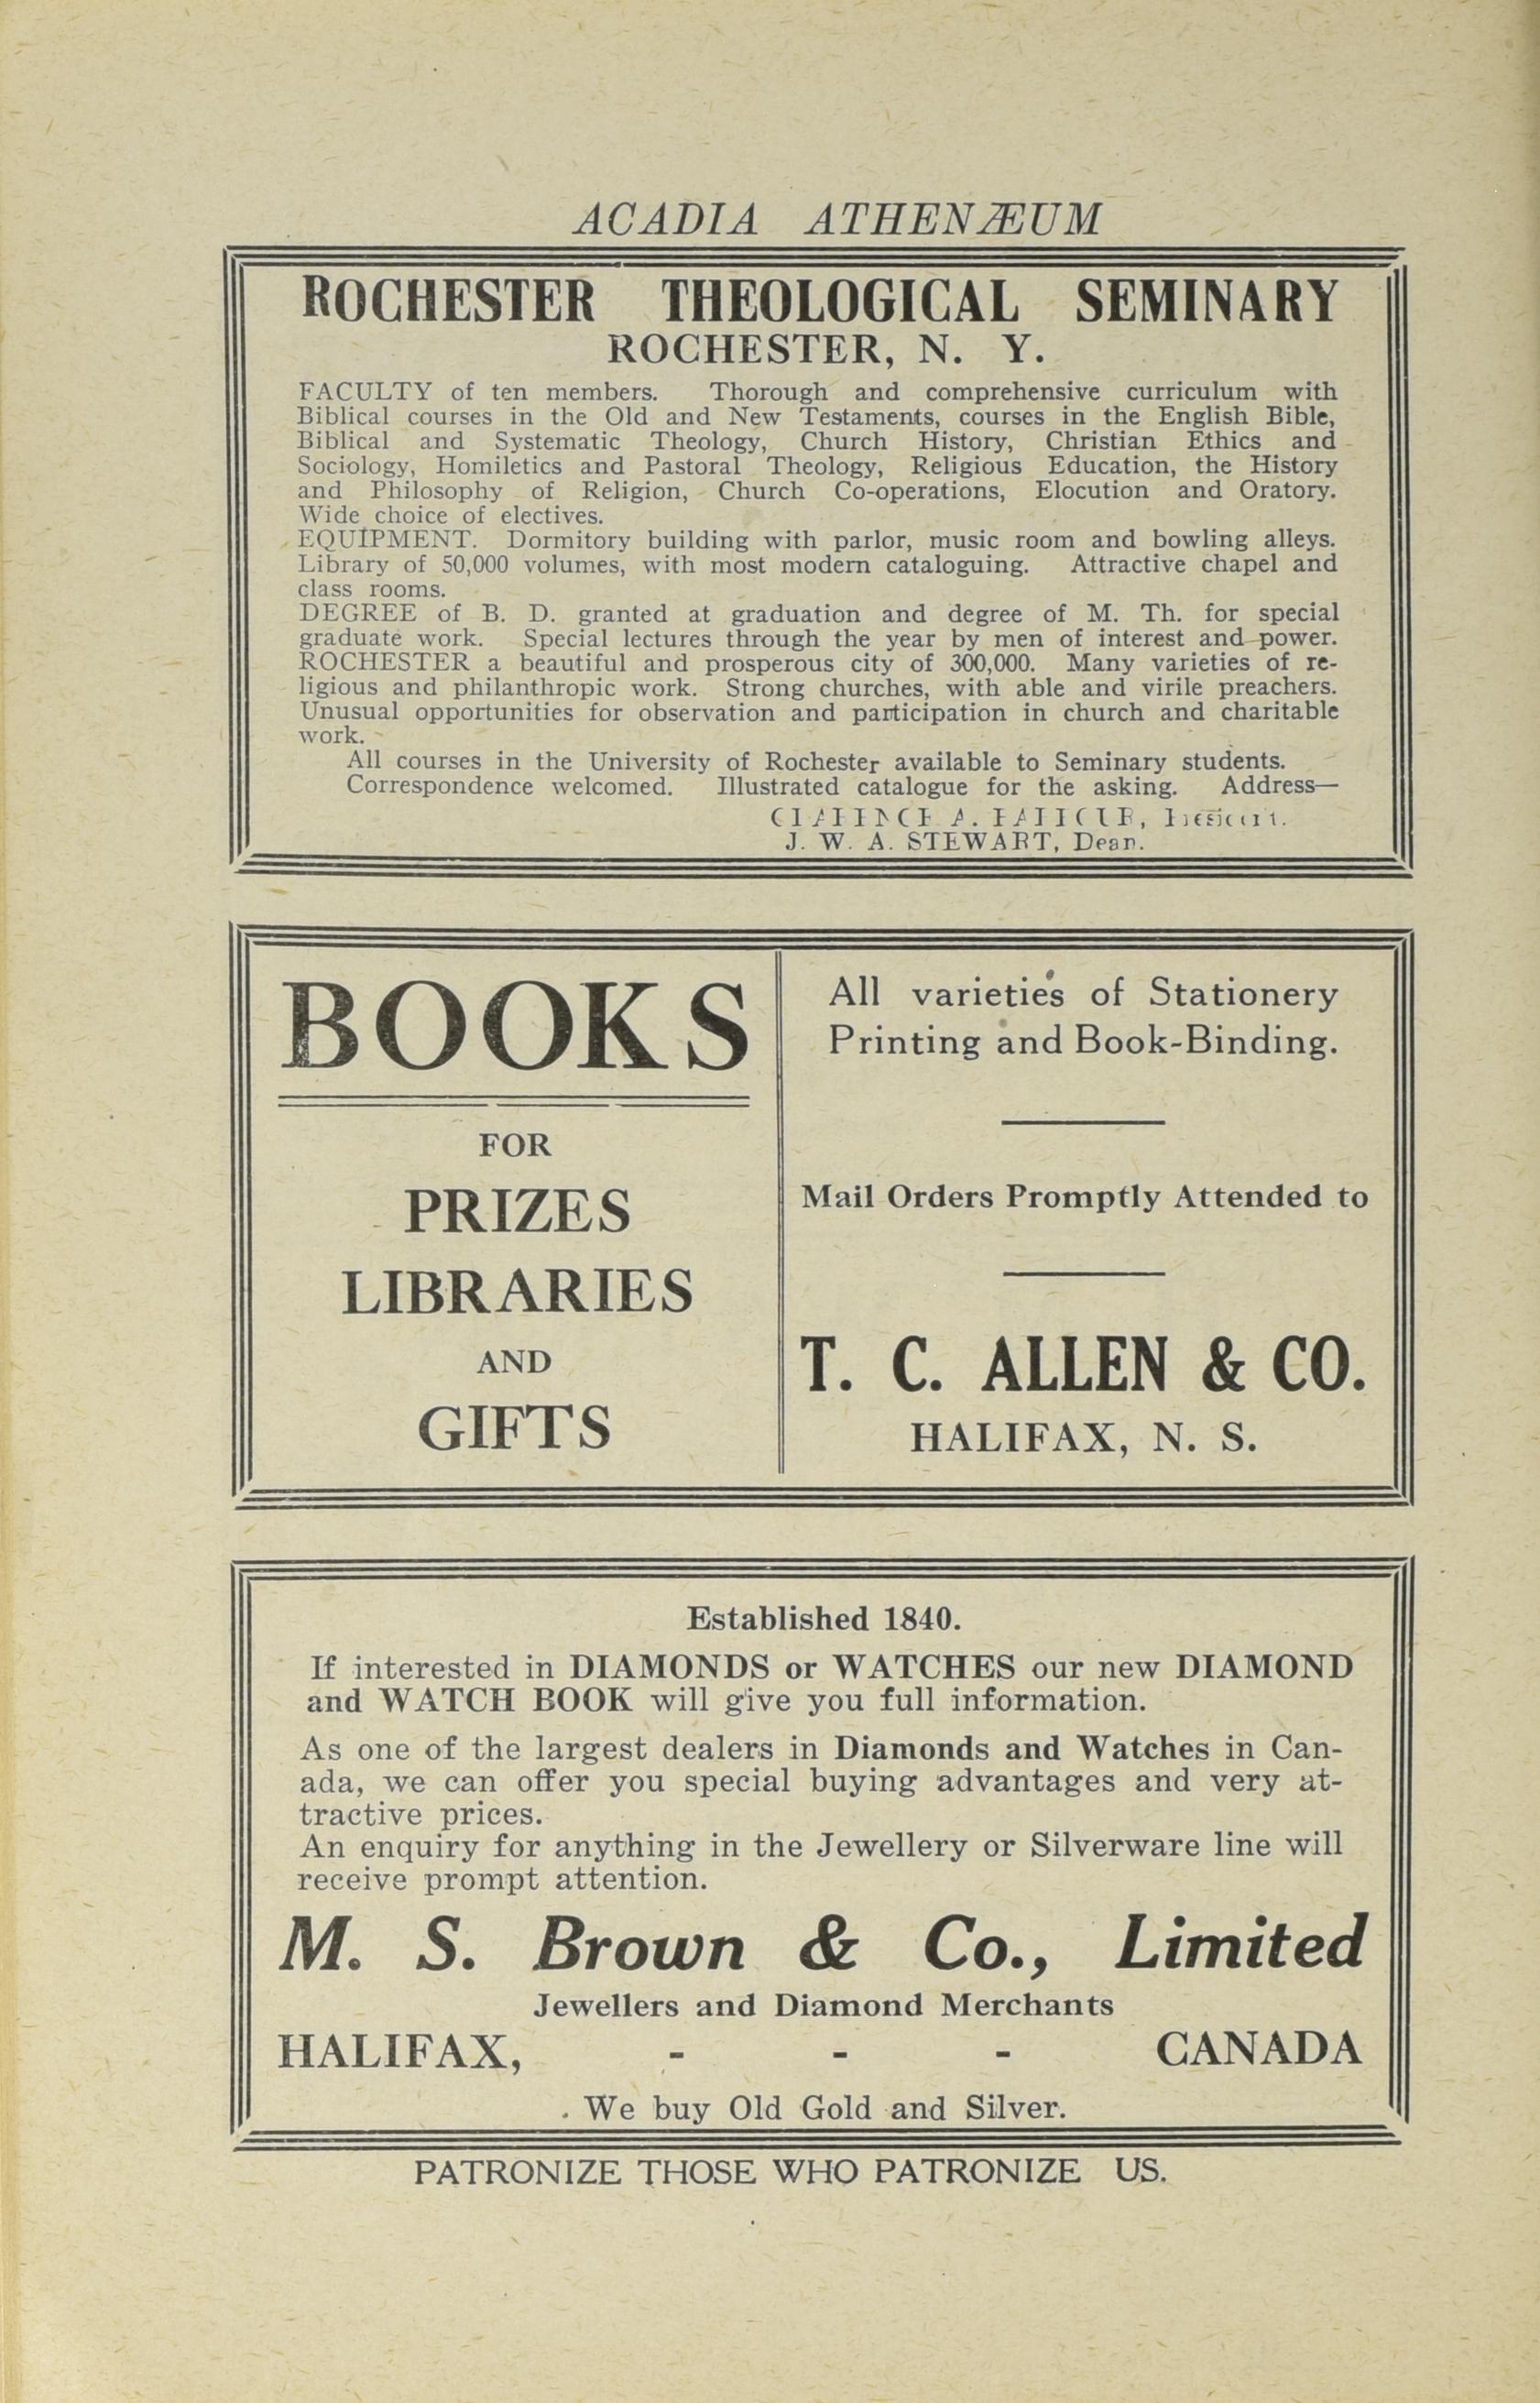 ACADIA ATHENÆUM
ROCHESTER THEOLOGICAL SEMINARY
ROCHESTER, N. Y.
FACULTY of ten members. Thorough and comprehensive curriculum with
Biblical courses in the Old and New Testaments, courses in the English Bible,
Biblical and Systematic Theology, Church History, Christian Ethics and
Sociology, Homiletics and Pastoral Theology, Religious Education, the History
and Philosophy of Religion, Church Co-operations, Elocution and Oratory.
Wide choice of electives.
EQUIPMENT. Dormitory building with parlor, music room and bowling alleys.
Library of 50,000 volumes, with most modern cataloguing. Attractive chapel and
class rooms.
DEGREE of B. D. granted at graduation and degree of M. Th. for special
graduate work. Special lectures through the year by men of interest and power.
ROCHESTER a beautiful and prosperous city of 300,000. Many varieties of re-
ligious and philanthropic work. Strong churches, with able and virile preachers.
Unusual opportunities for observation and participation in church and charitable
work.
All courses in the University of Rochester available to Seminary students.
Correspondence welcomed. Illustrated catalogue for the asking. Address—
A.
J. W. A. STEWART, Dean.
BOOKS
FOR
PRIZES
LIBRARIES
AND
GIFTS
All varieties of Stationery
Printing and Book-Binding.
Mail Orders Promptly Attended to
T. C. ALLEN & CO.
HALIFAX, N. S.
Established 1840.
If interested in DIAMONDS or WATCHES our new DIAMOND
and WATCH BOOK will give you full information.
As one of the largest dealers in Diamonds and Watches in Can-
ada, we can offer you special buying advantages and very at-
tractive prices.
An enquiry for anything in the Jewellery or Silverware line will
receive prompt attention.
M. S. Brown & Co., Limited
Jewellers and Diamond Merchants
HALIFAX, - - - CANADA
We buy Old Gold and Silver.
PATRONIZE THOSE WHO PATRONIZE US.